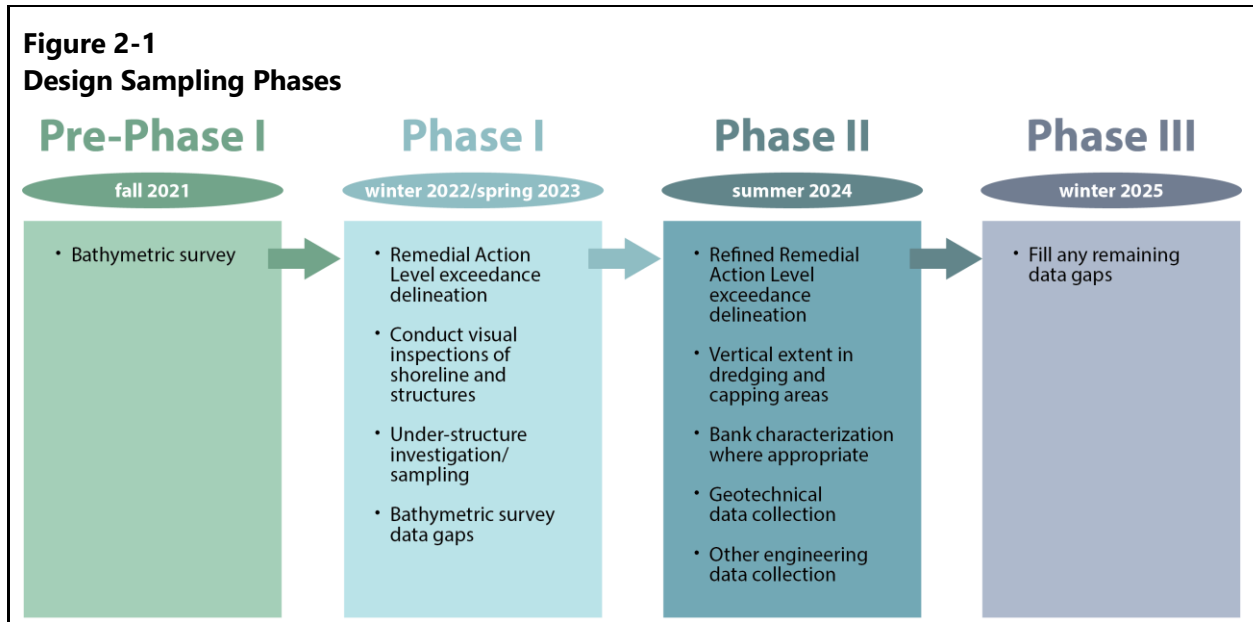 Figure 2-1
Design Sampling Phases
Pre-Phase I
fall 2021
• Bathymetric survey
Phase I
winter 2022/spring 2023
• Remedial Action
Level exceedance
delineation
• Conduct visual
inspections of
shoreline and
structures
• Under-structure
investigation/
sampling
• Bathymetric survey
data gaps
Phase II
summer 2024
• Refined Remedial
Action Level
exceedance
delineation
• Vertical extent in
dredging and
capping areas
• Bank characterization
where appropriate
• Geotechnical
data collection
• Other engineering
data collection
Phase III
winter 2025
• Fill any remaining
data gaps